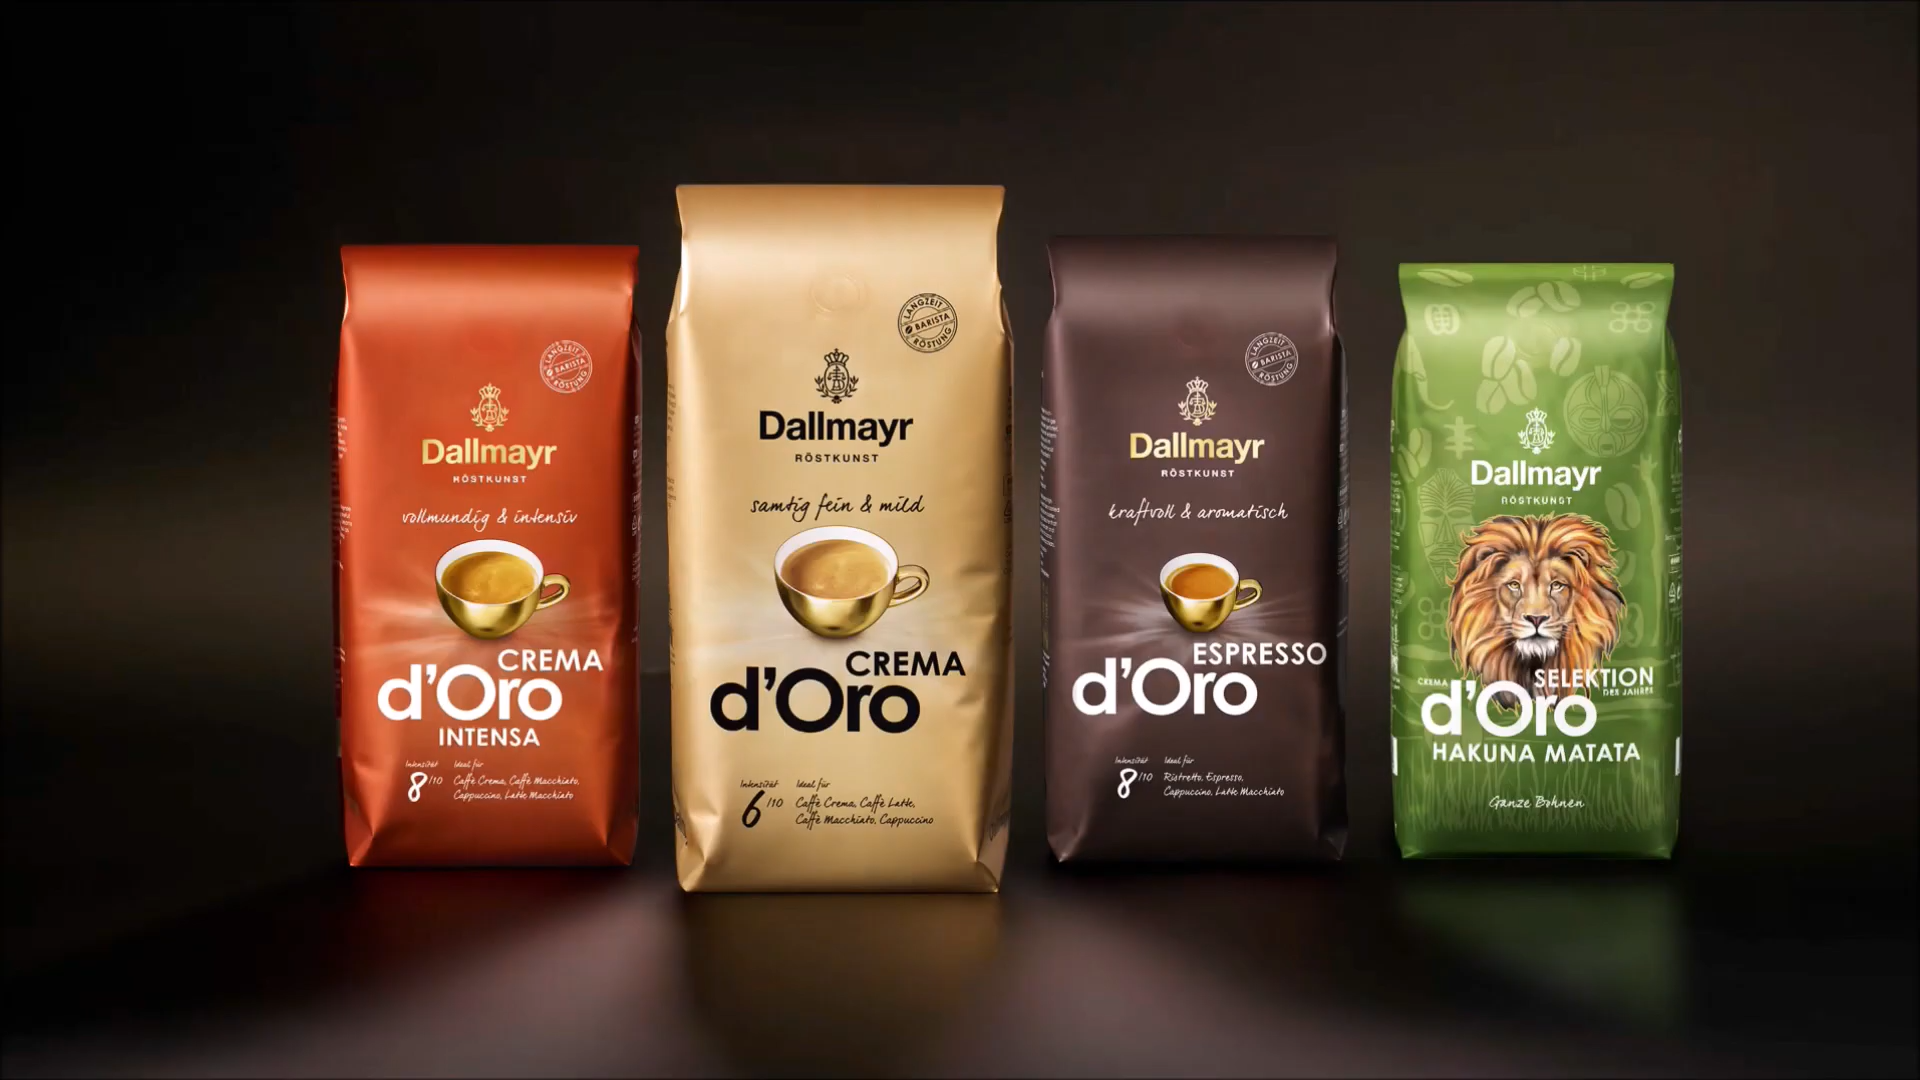 LANGZEIT
BARISTA
RÖSTUNG
Dallmayr
RÖSTKUNST
vollmundig & intensiv
CREMA
d'Oro
INTENSA
Intensität
8/10
Ideal für
Caffè Crema, Caffè Macchiato,
Cappuccino, Latte Macchiato
LANGZEIT
BARISTA
RÖSTUNG
Dallmayr
RÖSTKUNST
samtig fein & mild
CREMA
d'Oro
Intensität
6/10
Ideal für
Caffè Crema, Caffè Latte,
Caffè Macchiato, Cappuccino
LANGZEIT
BARISTA
RÖSTUNG
Dallmayr
RÖSTKUNST
kraftvoll & aromatisch
ESPRESSO
d'Oro
Intensität
8/10
Ideal für
Ristretto, Espresso,
Cappuccino, Latte Macchiato
Dallmayr
RÖSTKUNST
CREMA
SELEKTION
DES JAHRES
d'Oro
HAKUNA MATATA
Ganze Bohnen